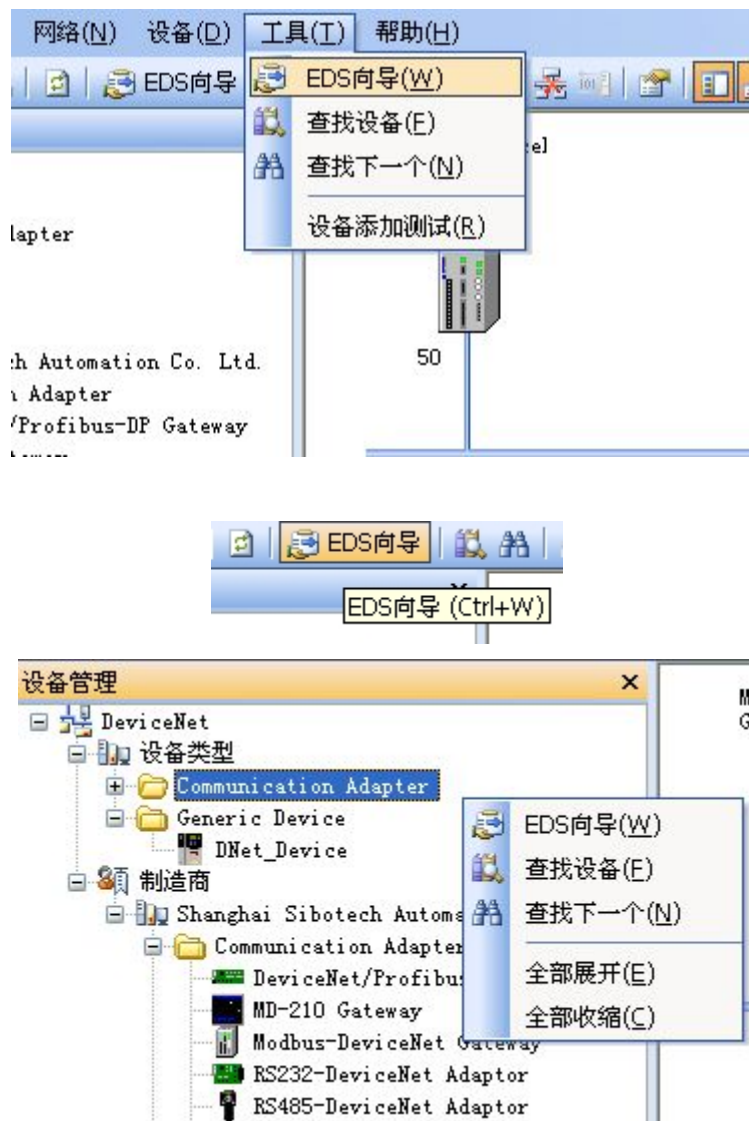 网络(N) 设备(D) 工具(T) 帮助(H)
EDS向导 EDS向导(W)
查找设备(F)
查找下一个(N)
设备添加测试(R)
50
Automation Co. Ltd.
Adapter
/Profibus-DP Gateway
EDS向导
EDS向导 (Ctrl+W)
设备管理
DeviceNet
设备类型
Communication Adapter
Generic Device
DNet_Device
制造商
Shanghai Sibotech
Communication Adapter
DeviceNet/Profibus
MD-210 Gateway
Modbus-DeviceNet Gateway
RS232-DeviceNet Adaptor
RS485-DeviceNet Adaptor
EDS向导(W)
查找设备(F)
查找下一个(N)
全部展开(E)
全部收缩(C)